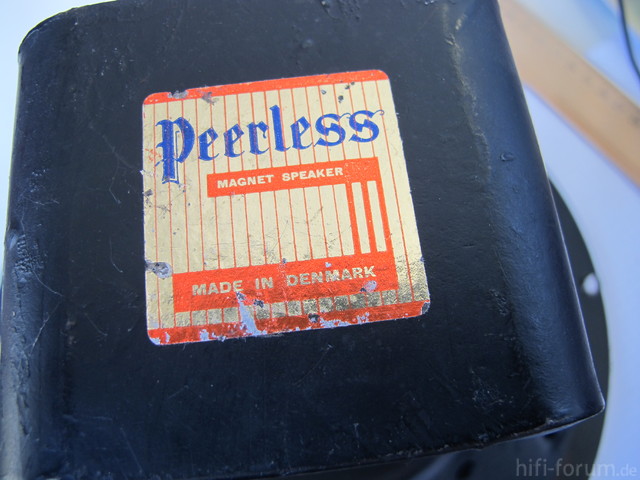 Peerless
MAGNET SPEAKER
MADE IN DENMARK
hifi-forum.de